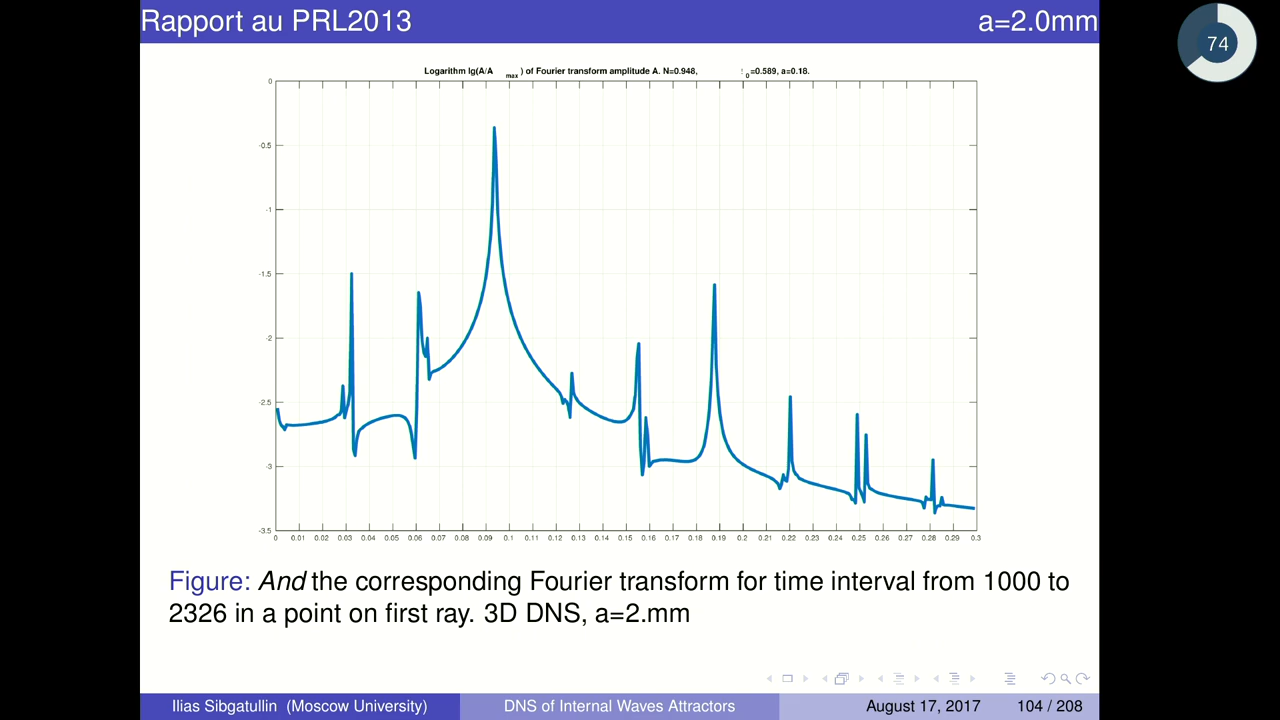 Rapport au PRL2013
a=2.0mm
74
Logarithm lg(A/A max ) of Fourier transform amplitude A. N=0.948, 0=0.589, a=0.18.
0
-0.5
-1
-1.5
-2
-2.5
-3
-3.5
0 0.01 0.02 0.03 0.04 0.05 0.06 0.07 0.08 0.09 0.1 0.11 0.12 0.13 0.14 0.15 0.16 0.17 0.18 0.19 0.2 0.21 0.22 0.23 0.24 0.25 0.26 0.27 0.28 0.29 0.3
Figure: And the corresponding Fourier transform for time interval from 1000 to
2326 in a point on first ray. 3D DNS, a=2.mm
Ilias Sibgatullin (Moscow University)
DNS of Internal Waves Attractors
August 17, 2017
104 / 208